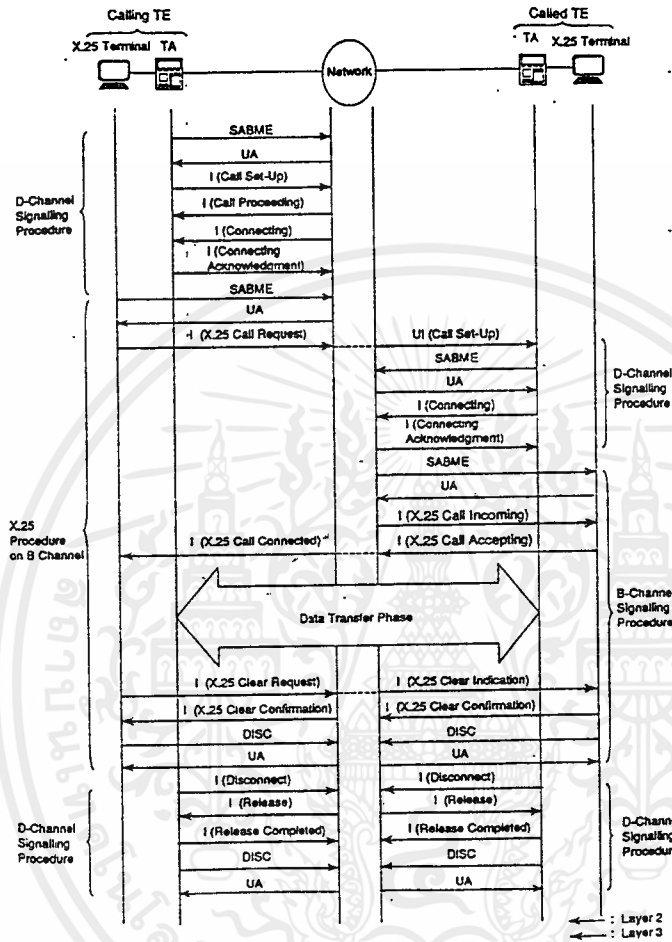 Calling TE
Called TE
X.25 Terminal TA
TA X.25 Terminal
Network
SABME
UA
I (Call Set-Up)
I (Call Proceeding)
I (Connecting)
I (Connecting
Acknowledgment)
D-Channel
Signalling
Procedure
SABME
UA
I (X.25 Call Request)
UI (Call Set-Up)
SABME
UA
I (Connecting)
I (Connecting
Acknowledgment)
D-Channel
Signalling
Procedure
SABME
UA
I (X.25 Call Incoming)
X.25
Procedure
on B Channel
I (X.25 Call Connected)
I (X.25 Call Accepting)
Data Transfer Phase
B-Channel
Signalling
Procedure
I (X.25 Clear Request)
I (X.25 Clear Indication)
I (X.25 Clear Confirmation)
I (X.25 Clear Confirmation)
DISC
DISC
UA
UA
I (Disconnect)
I (Disconnect)
I (Release)
I (Release)
D-Channel
Signalling
Procedure
I (Release Completed)
I (Release Completed)
D-Channel
Signalling
Procedure
DISC
DISC
UA
UA
: Layer 2
: Layer 3